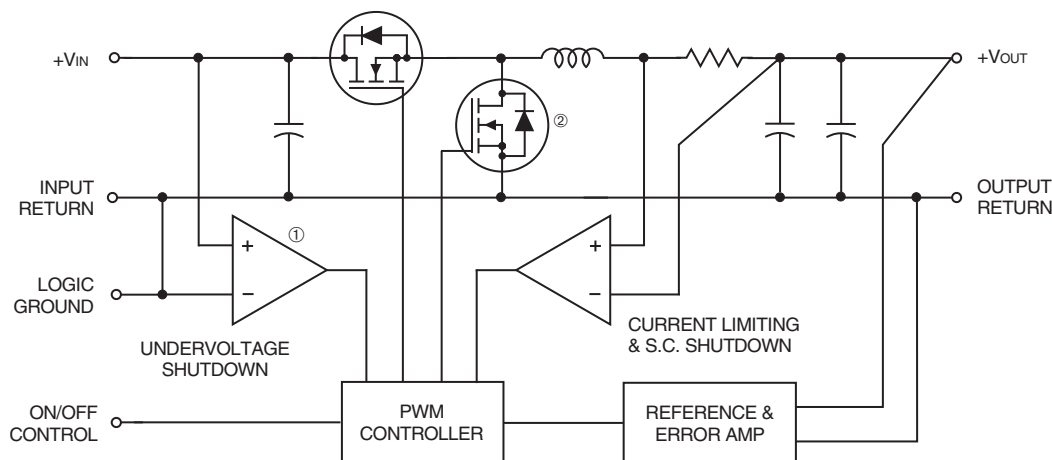 +VIN
+VOUT
②
INPUT
RETURN
OUTPUT
RETURN
①
+
−
+
−
LOGIC
GROUND
UNDERVOLTAGE
SHUTDOWN
CURRENT LIMITING
& S.C. SHUTDOWN
ON/OFF
CONTROL
PWM
CONTROLLER
REFERENCE &
ERROR AMP